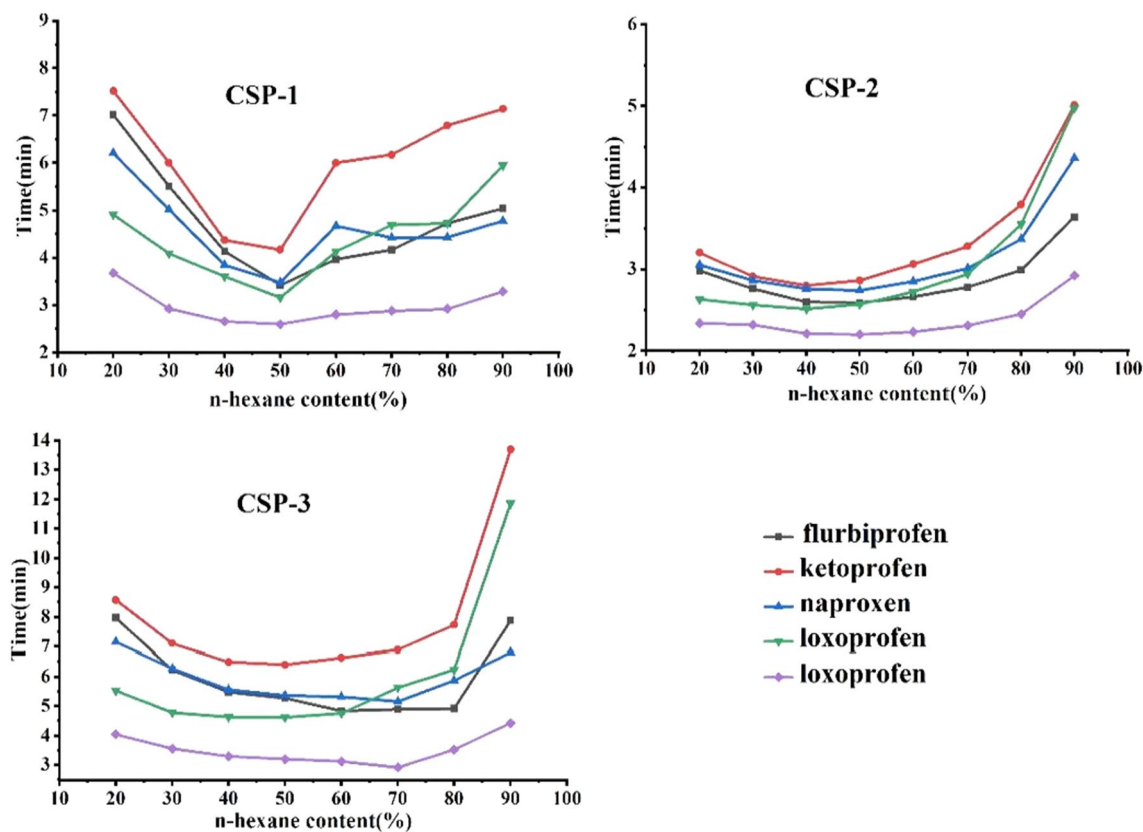 CSP-1
Time(min)
9
8
7
6
5
4
3
2
10 20 30 40 50 60 70 80 90 100
n-hexane content(%)
CSP-2
Time(min)
6
5
4
3
2
10 20 30 40 50 60 70 80 90 100
n-hexane content(%)
CSP-3
Time(min)
14
13
12
11
10
9
8
7
6
5
4
3
10 20 30 40 50 60 70 80 90 100
n-hexane content(%)
flurbiprofen
ketoprofen
naproxen
loxoprofen
loxoprofen